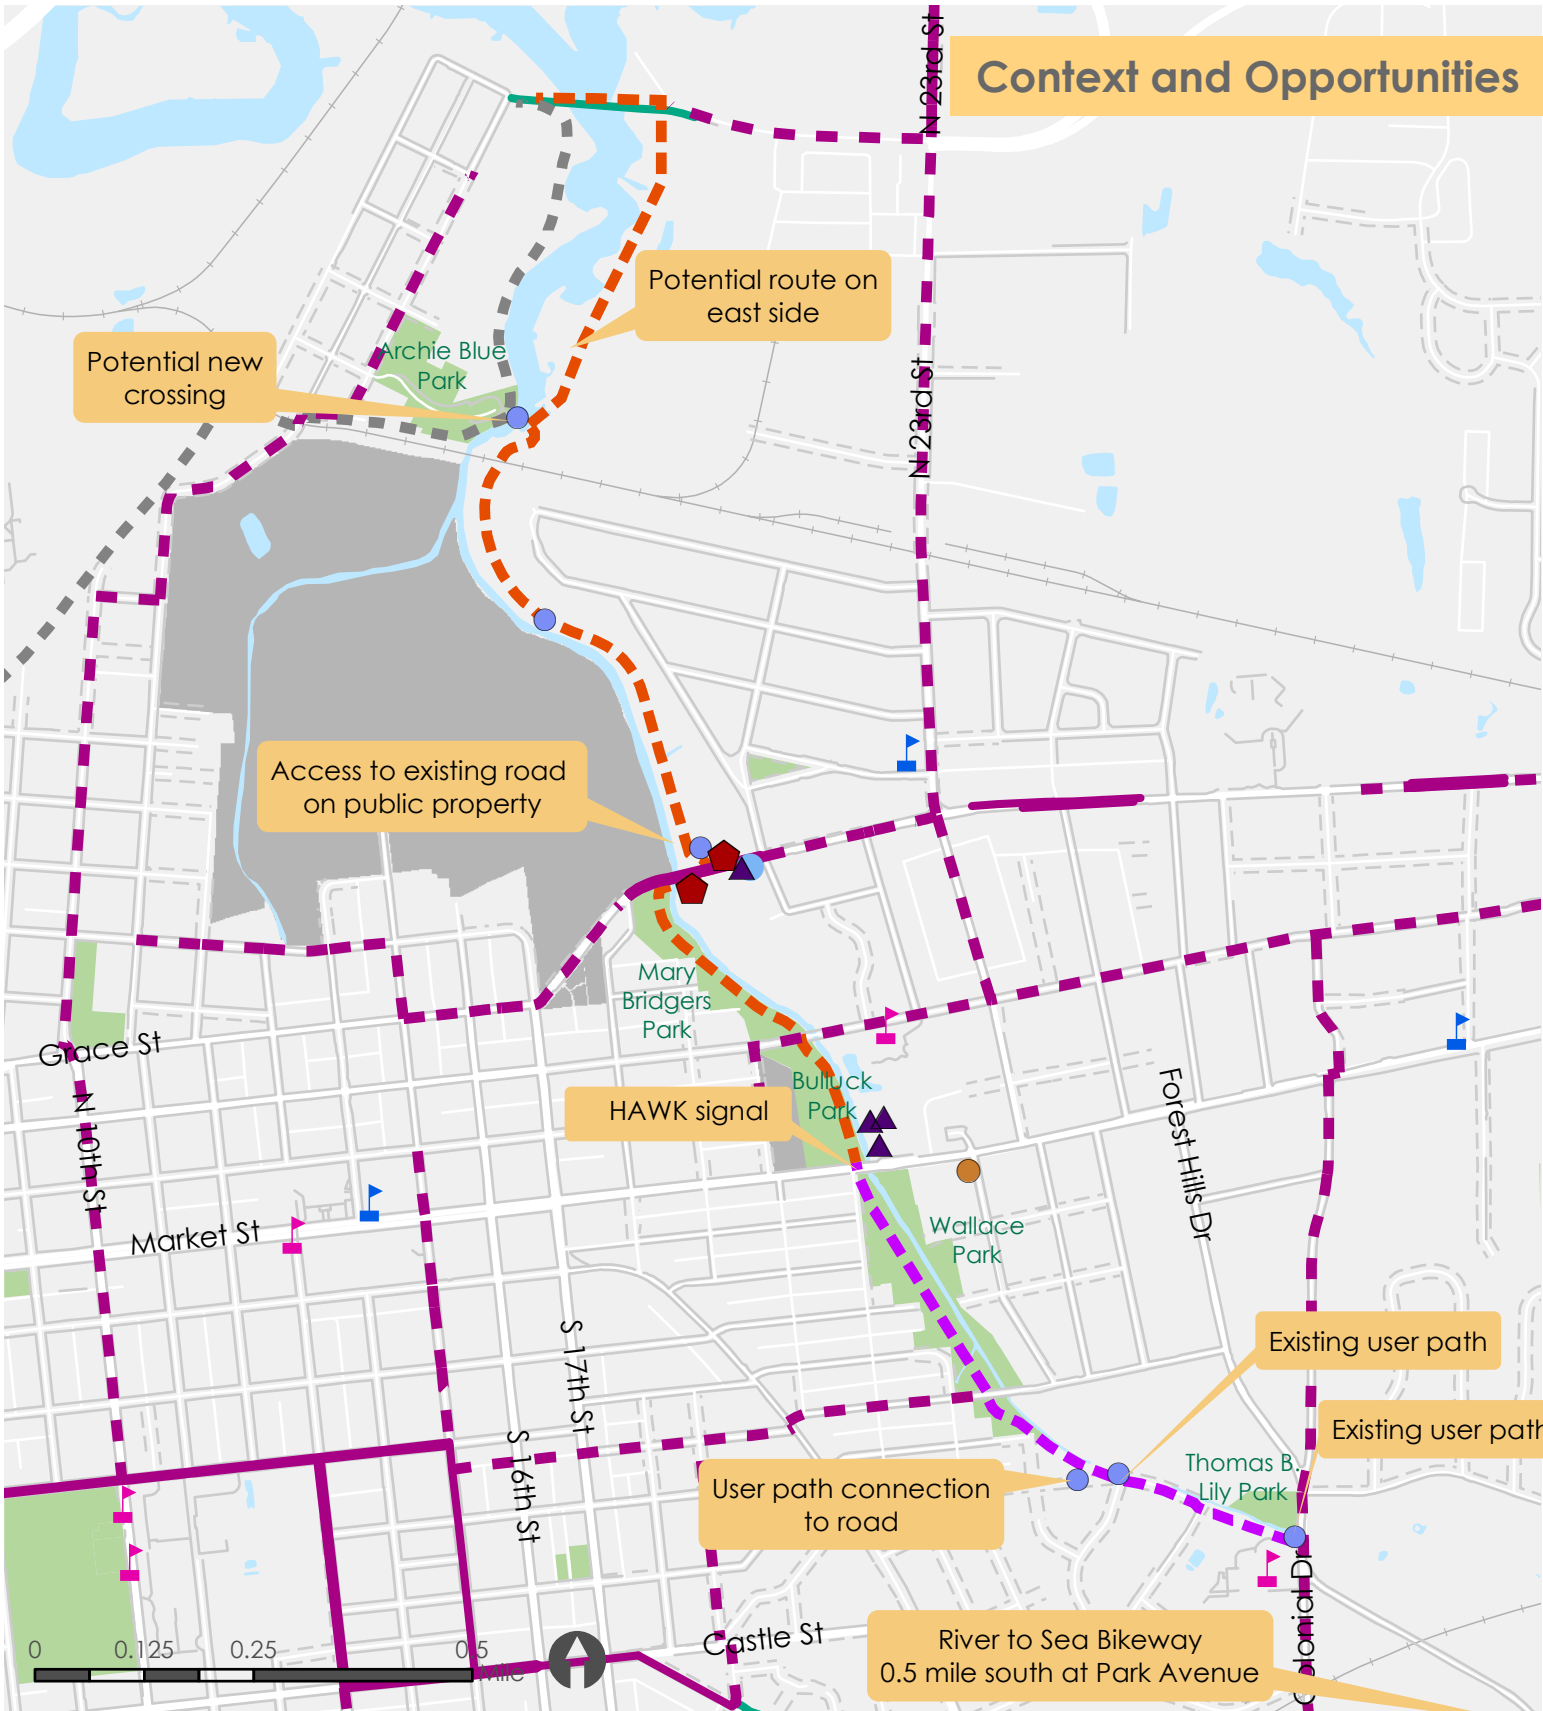 Context and Opportunities
N 23rd St
Potential route on
east side
Potential new
crossing
Archie Blue
Park
N 23rd St
Access to existing road
on public property
Mary
Bridgers
Park
Grace St
Bulluck
Park
HAWK signal
N 10th St
Forest Hills Dr
Market St
Wallace
Park
S 17th St
Existing user path
Existing user path
S 16th St
Thomas B.
Lily Park
User path connection
to road
Colonial Dr
Castle St
River to Sea Bikeway
0.5 mile south at Park Avenue
0 0.125 0.25 0.5
Mile